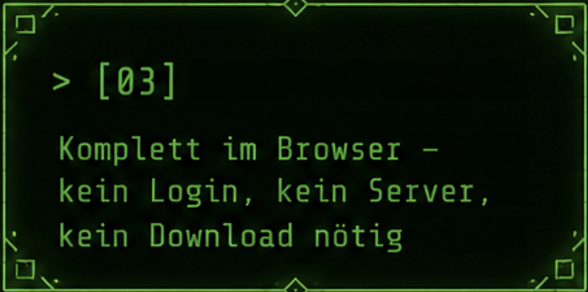 > [03]
Komplett im Browser –
kein Login, kein Server,
kein Download nötig